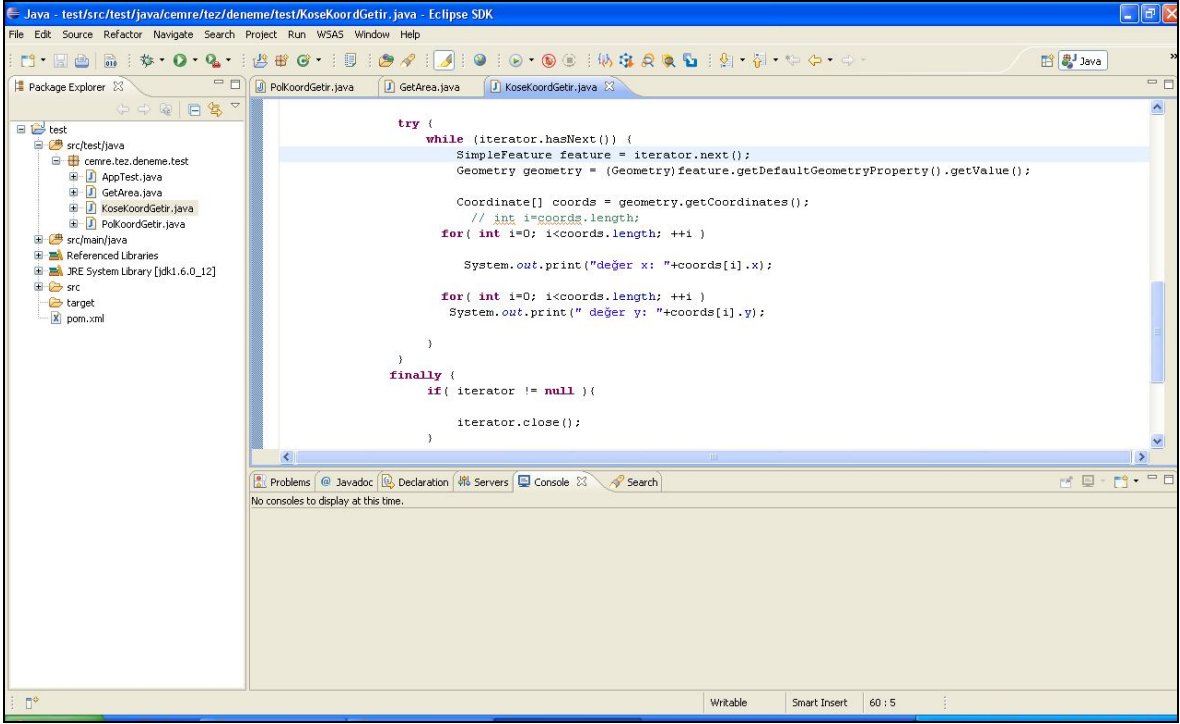 Java - test/src/test/java/cemre/tez/deneme/test/KoseKoordGetir.java - Eclipse SDK
File Edit Source Refactor Navigate Search Project Run WSAS Window Help
Java
Package Explorer
PolKoordGetir.java GetArea.java KoseKoordGetir.java
test
src/test/java
cemre.tez.deneme.test
AppTest.java
GetArea.java
KoseKoordGetir.java
PolKoordGetir.java
src/main/java
Referenced Libraries
JRE System Library [jdk1.6.0_12]
src
target
pom.xml
try {
while (iterator.hasNext()) {
SimpleFeature feature = iterator.next();
Geometry geometry = (Geometry)feature.getDefaultGeometryProperty().getValue();
Coordinate[] coords = geometry.getCoordinates();
// int i=coords.length;
for( int i=0; i<coords.length; ++i )
System.out.print("değer x: "+coords[i].x);
for( int i=0; i<coords.length; ++i )
System.out.print(" değer y: "+coords[i].y);
}
}
finally {
if( iterator != null ){
iterator.close();
}
Problems Javadoc Declaration Servers Console Search
No consoles to display at this time.
Writable Smart Insert 60 : 5